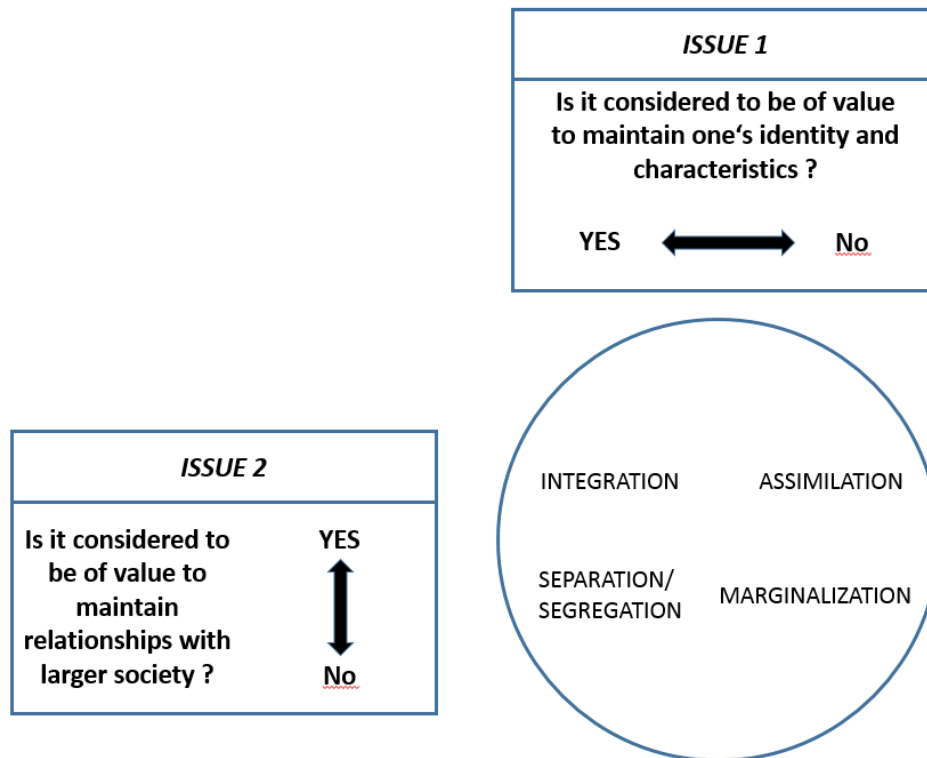 ISSUE 1
Is it considered to be of value
to maintain one‘s identity and
characteristics ?
YES No
ISSUE 2
Is it considered to
be of value to
maintain
relationships with
larger society ?
YES
No
INTEGRATION ASSIMILATION
SEPARATION/
SEGREGATION
MARGINALIZATION